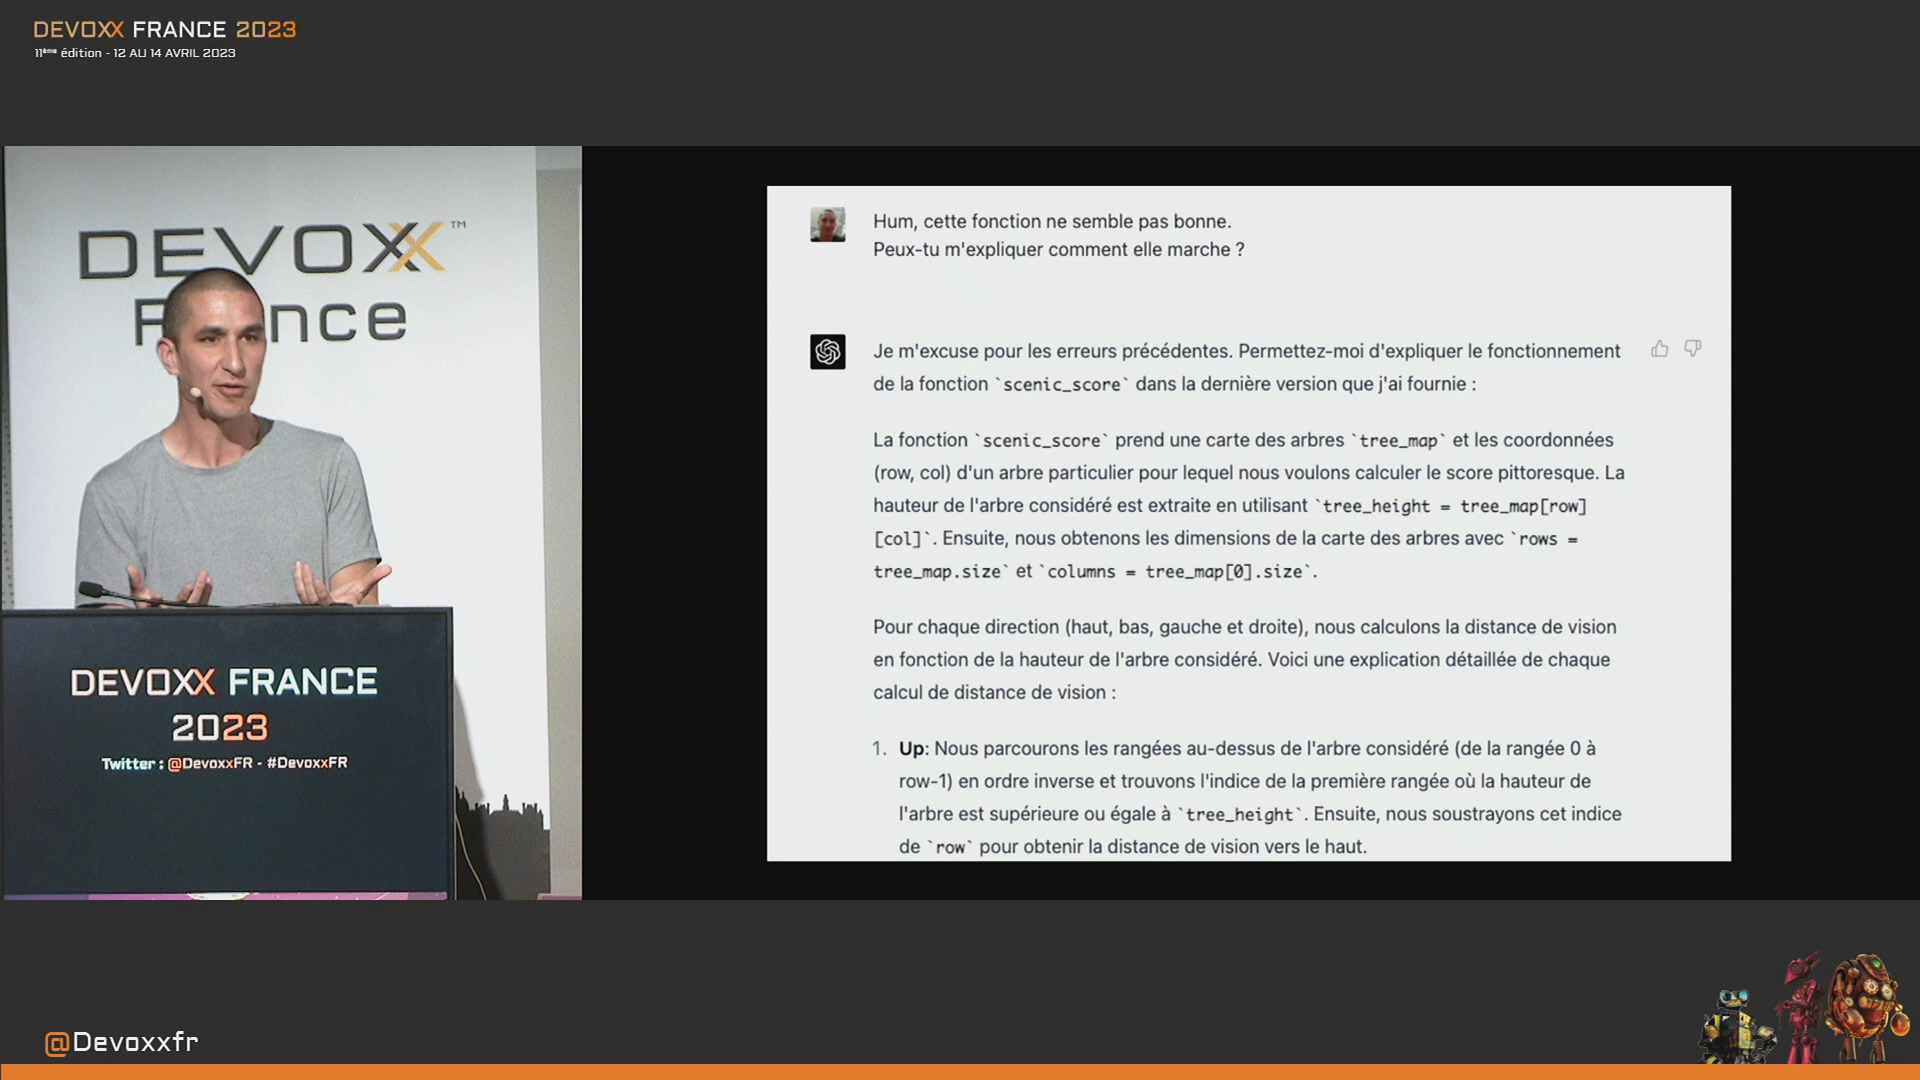 DEVOXX FRANCE 2023
11ème édition - 12 AU 14 AVRIL 2023
DEVOXX™
France
DEVOXX FRANCE
2023
Twitter : @DevoxxFR - #DevoxxFR
Hum, cette fonction ne semble pas bonne.
Peux-tu m'expliquer comment elle marche ?
Je m'excuse pour les erreurs précédentes. Permettez-moi d'expliquer le fonctionnement
de la fonction `scenic_score` dans la dernière version que j'ai fournie :
La fonction `scenic_score` prend une carte des arbres `tree_map` et les coordonnées
(row, col) d'un arbre particulier pour lequel nous voulons calculer le score pittoresque. La
hauteur de l'arbre considéré est extraite en utilisant `tree_height = tree_map[row]
[col]`. Ensuite, nous obtenons les dimensions de la carte des arbres avec `rows =
tree_map.size` et `columns = tree_map[0].size`.
Pour chaque direction (haut, bas, gauche et droite), nous calculons la distance de vision
en fonction de la hauteur de l'arbre considéré. Voici une explication détaillée de chaque
calcul de distance de vision :
1. Up: Nous parcourons les rangées au-dessus de l'arbre considéré (de la rangée 0 à
row-1) en ordre inverse et trouvons l'indice de la première rangée où la hauteur de
l'arbre est supérieure ou égale à `tree_height`. Ensuite, nous soustrayons cet indice
de `row` pour obtenir la distance de vision vers le haut.
@Devoxxfr